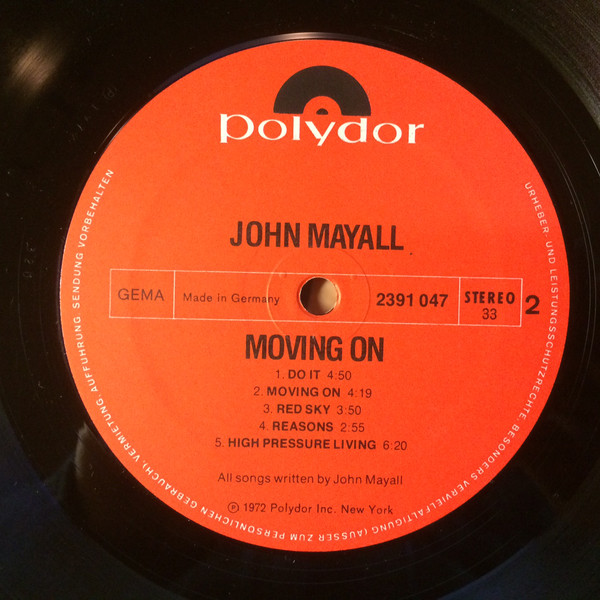 polydor
JOHN MAYALL
GEMA
Made in Germany
2391 047
STEREO
33
2
MOVING ON
1. DO IT 4:50
2. MOVING ON 4:19
3. RED SKY 3:50
4. REASONS 2:55
5. HIGH PRESSURE LIVING 6:20
All songs written by John Mayall
Ⓟ 1972 Polydor Inc. New York
URHEBER- UND LEISTUNGSSCHUTZRECHTE, BESONDERS VERVIELFÄLTIGUNG (AUSSER ZUM PERSÖNLICHEN GEBRAUCH), VERMIETUNG, AUFFÜHRUNG, SENDUNG VORBEHALTEN